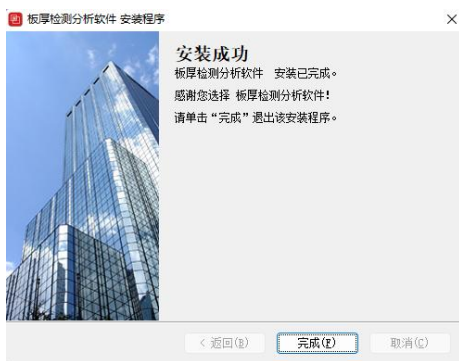 板厚检测分析软件 安装程序
安装成功
板厚检测分析软件 安装已完成。
感谢您选择 板厚检测分析软件!
请单击“完成”退出该安装程序。
< 返回(B) 完成(F) 取消(C)